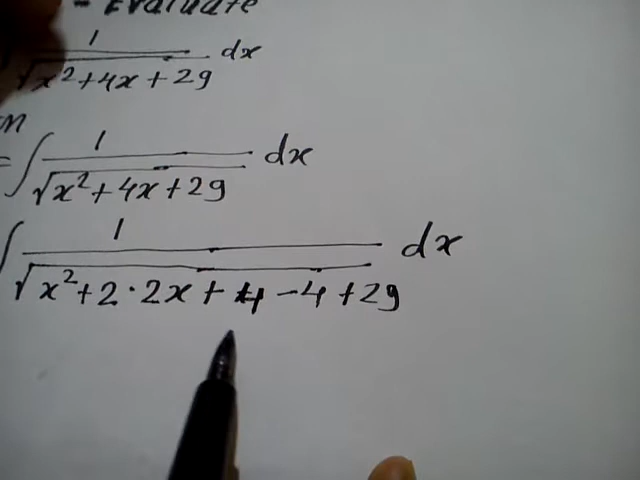 - Evaluate
1/√(x²+4x+29) dx
n
= ∫ 1/√(x²+4x+29) dx
∫ 1/√(x²+2·2x+4-4+29) dx